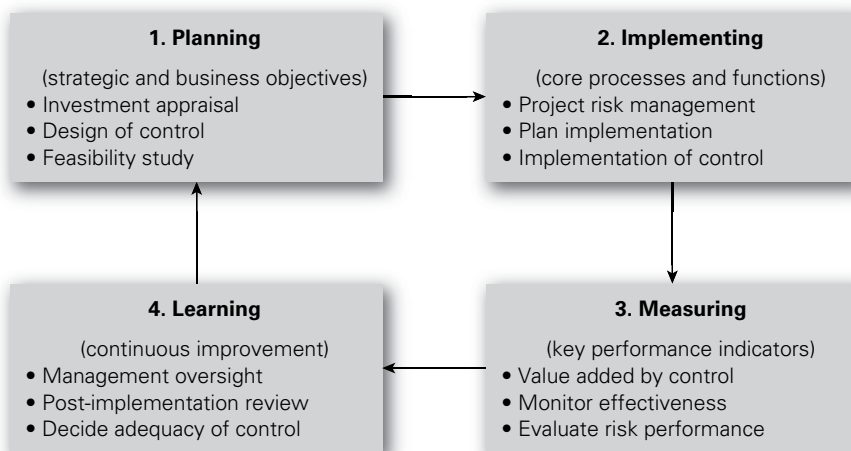 1. Planning
(strategic and business objectives)
• Investment appraisal
• Design of control
• Feasibility study
2. Implementing
(core processes and functions)
• Project risk management
• Plan implementation
• Implementation of control
3. Measuring
(key performance indicators)
• Value added by control
• Monitor effectiveness
• Evaluate risk performance
4. Learning
(continuous improvement)
• Management oversight
• Post-implementation review
• Decide adequacy of control